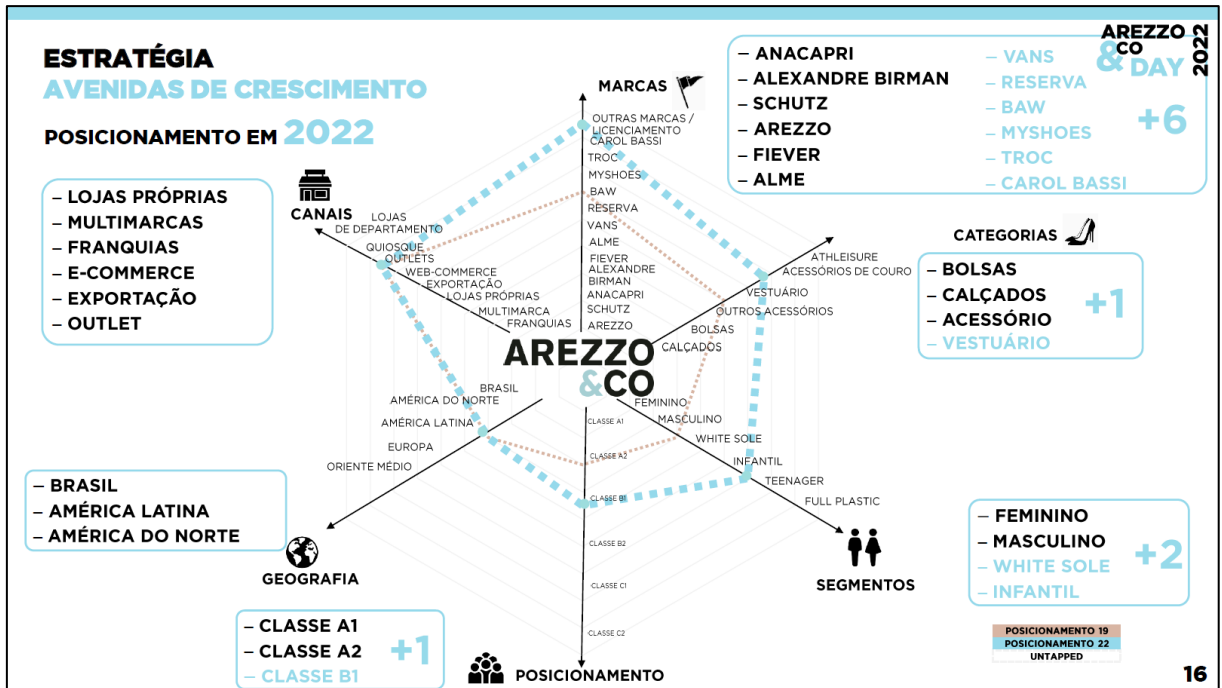 ESTRATÉGIA
AVENIDAS DE CRESCIMENTO
POSICIONAMENTO EM 2022
AREZZO
CO
& DAY
2022
MARCAS
– ANACAPRI
– ALEXANDRE BIRMAN
– SCHUTZ
– AREZZO
– FIEVER
– ALME
– VANS
– RESERVA
– BAW
– MYSHOES
– TROC
– CAROL BASSI
+6
OUTRAS MARCAS /
LICENCIAMENTO
CAROL BASSI
TROC
MYSHOES
BAW
RESERVA
VANS
ALME
FIEVER
ALEXANDRE
BIRMAN
ANACAPRI
SCHUTZ
AREZZO
CANAIS
– LOJAS PRÓPRIAS
– MULTIMARCAS
– FRANQUIAS
– E-COMMERCE
– EXPORTAÇÃO
– OUTLET
LOJAS
DE DEPARTAMENTO
QUIOSQUE
OUTLETS
WEB-COMMERCE
EXPORTAÇÃO
LOJAS PRÓPRIAS
MULTIMARCA
FRANQUIAS
CATEGORIAS
ATHLEISURE
ACESSÓRIOS DE COURO
VESTUÁRIO
OUTROS ACESSÓRIOS
BOLSAS
CALÇADOS
– BOLSAS
– CALÇADOS
– ACESSÓRIO
– VESTUÁRIO
+1
AREZZO
&CO
BRASIL
AMÉRICA DO NORTE
AMÉRICA LATINA
EUROPA
ORIENTE MÉDIO
FEMININO
MASCULINO
WHITE SOLE
INFANTIL
TEENAGER
FULL PLASTIC
CLASSE A1
CLASSE A2
CLASSE B1
CLASSE B2
CLASSE C1
CLASSE C2
– BRASIL
– AMÉRICA LATINA
– AMÉRICA DO NORTE
GEOGRAFIA
– FEMININO
– MASCULINO
– WHITE SOLE
– INFANTIL
+2
SEGMENTOS
– CLASSE A1
– CLASSE A2
– CLASSE B1
+1
POSICIONAMENTO
POSICIONAMENTO 19
POSICIONAMENTO 22
UNTAPPED
16